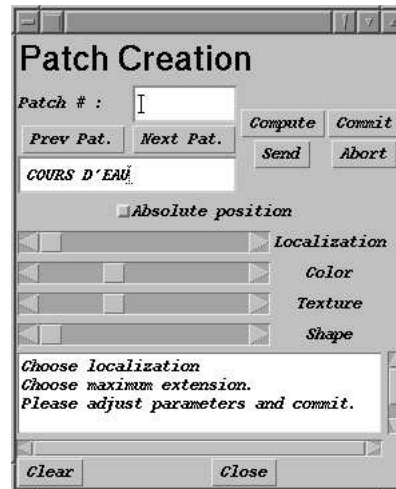 Patch Creation
Patch # :
Compute Commit
Prev Pat. Next Pat.
Send Abort
COURS D'EAU
Absolute position
Localization
Color
Texture
Shape
Choose localization
Choose maximum extension.
Please adjust parameters and commit.
Clear Close